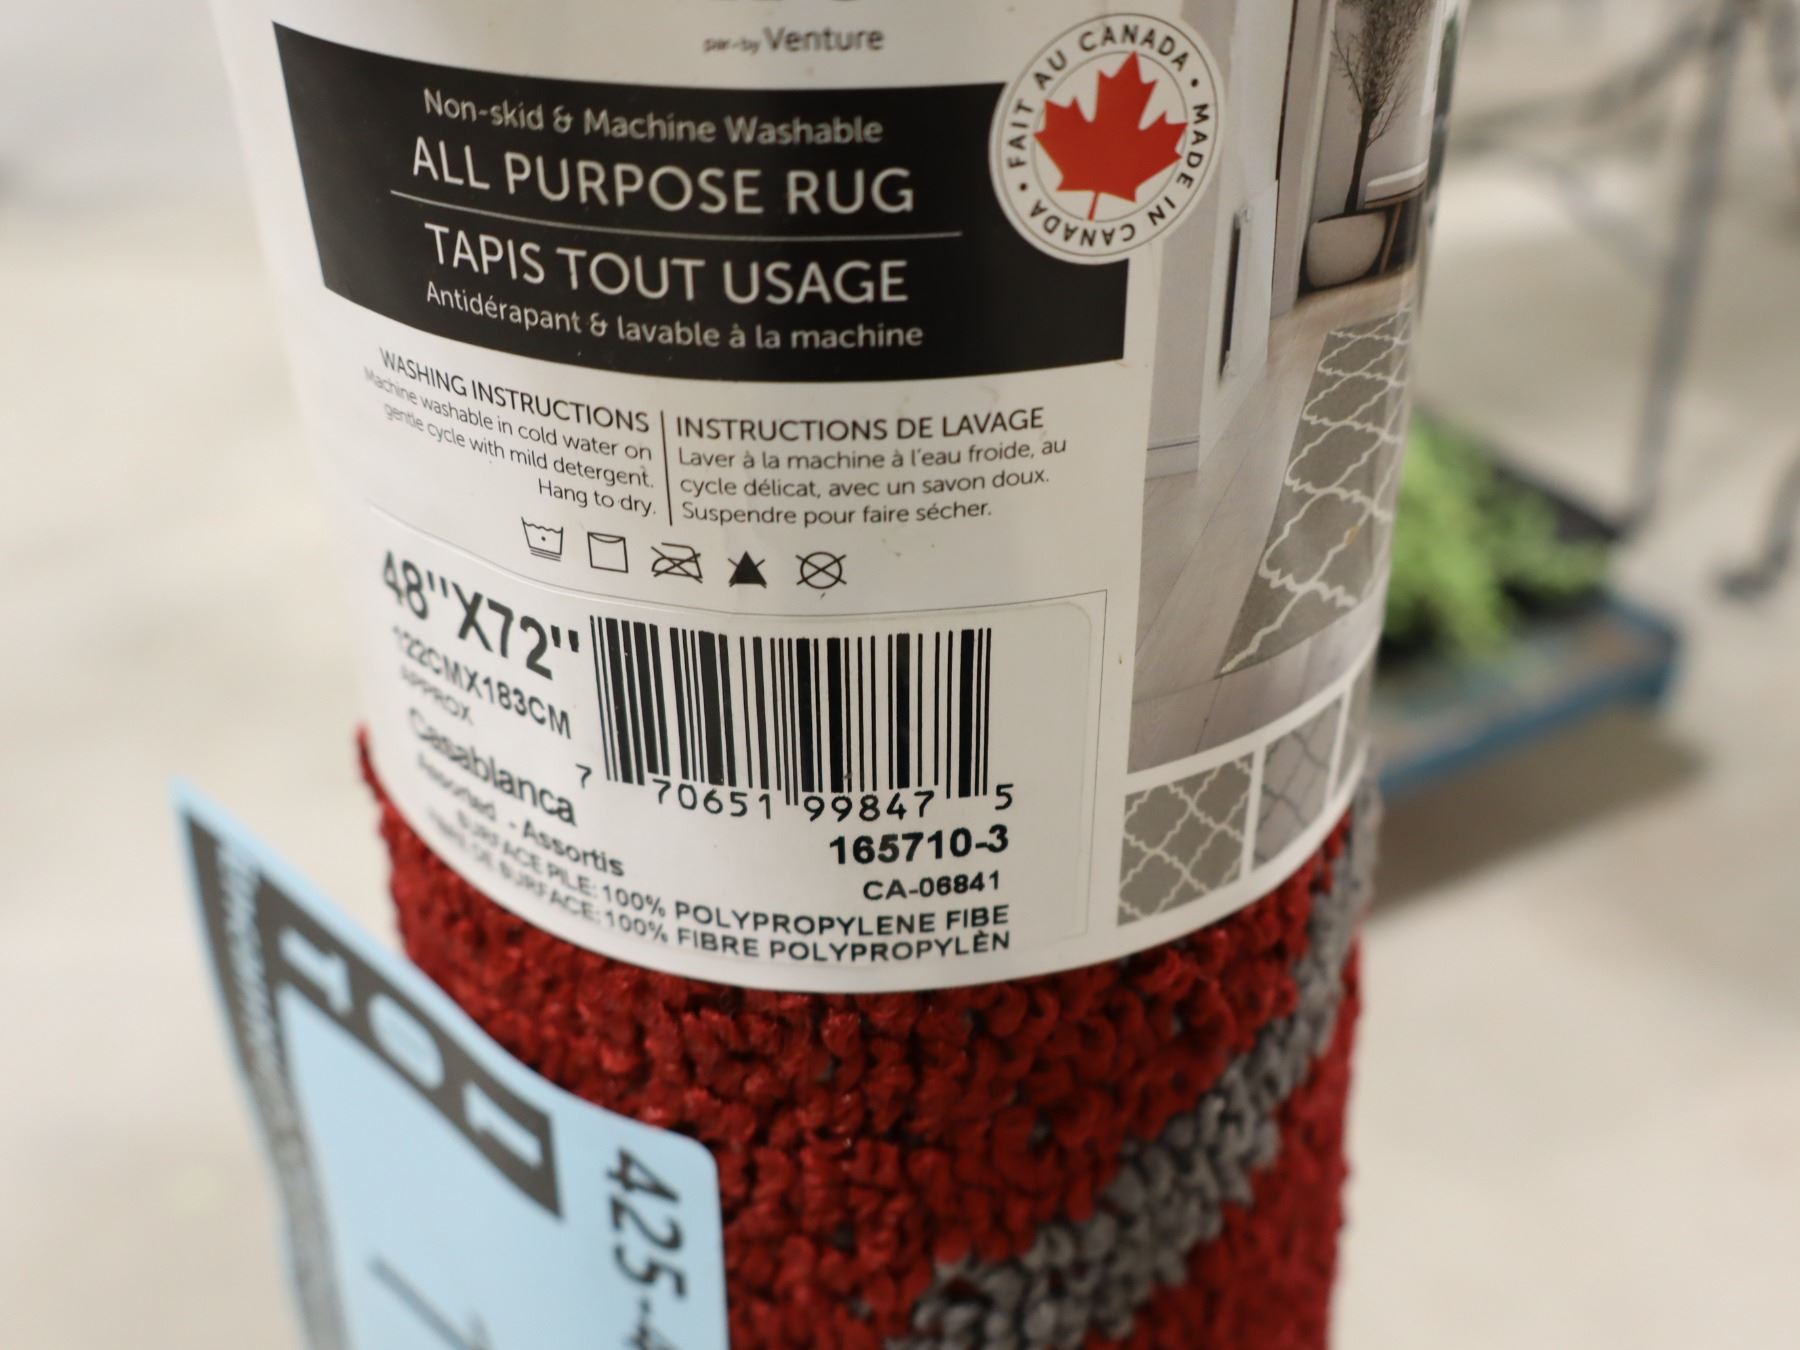 par-by Venture
FAIT AU CANADA • MADE IN CANADA •
Non-skid & Machine Washable
ALL PURPOSE RUG
TAPIS TOUT USAGE
Antidérapant & lavable à la machine
WASHING INSTRUCTIONS
Machine washable in cold water on
gentle cycle with mild detergent.
Hang to dry.
INSTRUCTIONS DE LAVAGE
Laver à la machine à l'eau froide, au
cycle délicat, avec un savon doux.
Suspendre pour faire sécher.
48"X72"
122CMX183CM
APPROX
Casablanca
Assorted - Assortis
7 70651 99847 5
165710-3
CA-06841
SURFACE PILE: 100% POLYPROPYLENE FIBE
FIBRE DE SURFACE: 100% FIBRE POLYPROPYLÈN
LOT
425-